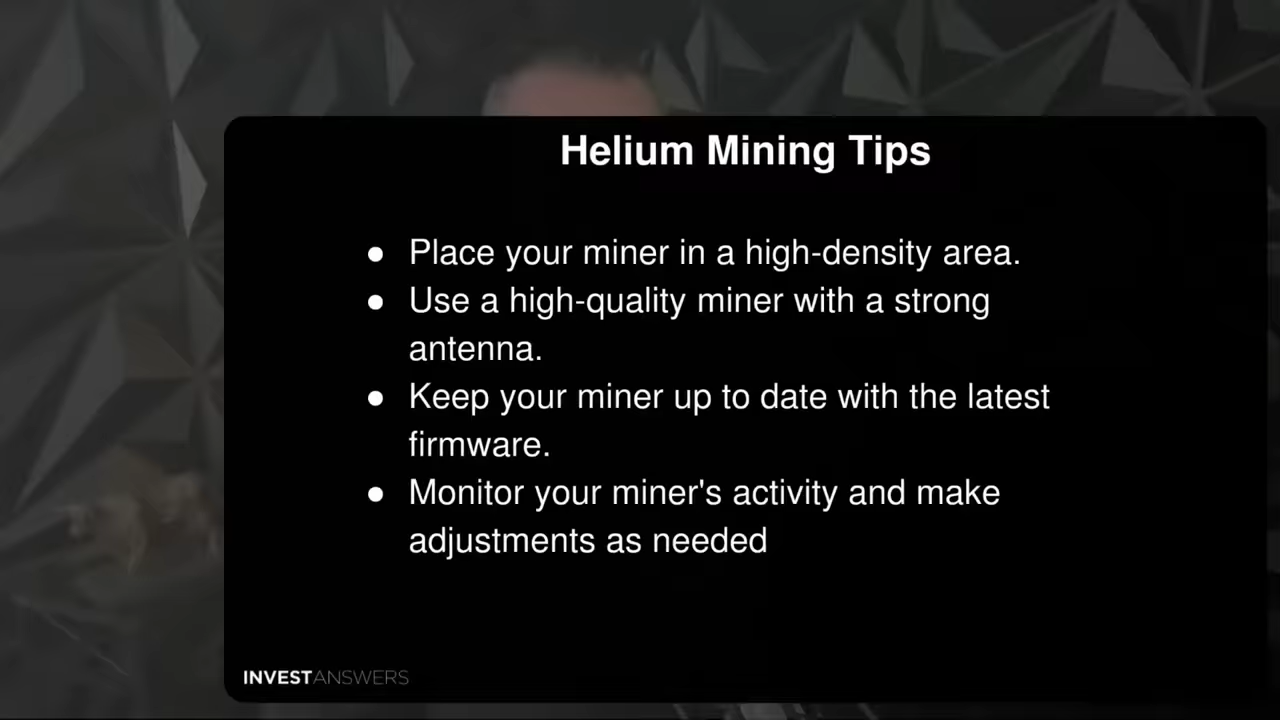 Helium Mining Tips
● Place your miner in a high-density area.
● Use a high-quality miner with a strong
antenna.
● Keep your miner up to date with the latest
firmware.
● Monitor your miner's activity and make
adjustments as needed
INVESTANSWERS